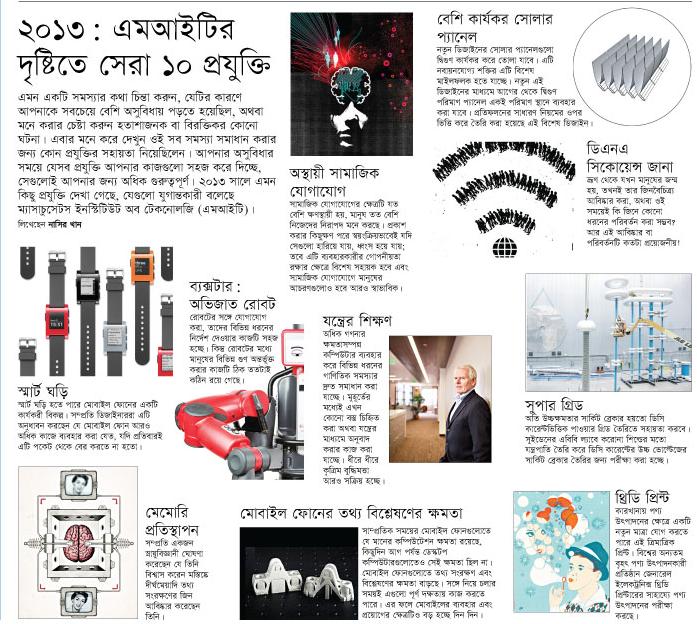 ২০১৩ : এমআইটির
দৃষ্টিতে সেরা ১০ প্রযুক্তি
এমন একটি সমস্যার কথা চিন্তা করুন, যেটির কারণে
আপনাকে সবচেয়ে বেশি অসুবিধায় পড়তে হয়েছিল, অথবা
মনে করার চেষ্টা করুন হতাশাজনক বা বিরক্তিকর কোনো
ঘটনা। এবার মনে করে দেখুন ওই সব সমস্যা সমাধান করার
জন্য কোন প্রযুক্তির সহায়তা নিয়েছিলেন। আপনার অসুবিধার
সময়ে যেসব প্রযুক্তি আপনার কাজগুলো সহজ করে দিচ্ছে,
সেগুলোই আপনার জন্য অধিক গুরুত্বপূর্ণ। ২০১৩ সালে এমন
কিছু প্রযুক্তি দেখা গেছে, যেগুলো যুগান্তকারী বলেছে
ম্যাসাচুসেটস ইনস্টিটিউট অব টেকনোলজি (এমআইটি)।
লিখেছেন নাসির খান
অস্থায়ী সামাজিক
যোগাযোগ
সামাজিক যোগাযোগের ক্ষেত্রটি যত
বেশি ক্ষণস্থায়ী হয়, মানুষ তত বেশি
নিজেদের নিরাপদ মনে করছে। প্রকাশ
করার কিছুক্ষণ পরে স্বয়ংক্রিয়ভাবেই যদি
সেগুলো হারিয়ে যায়, ধ্বংস হয়ে যায়;
তবে এটি ব্যবহারকারীর গোপনীয়তা
রক্ষার ক্ষেত্রে বিশেষ সহায়ক হবে এবং
সামাজিক যোগাযোগে মানুষের
আচরণগুলোও হবে আরও স্বাভাবিক।
বেশি কার্যকর সোলার
প্যানেল
নতুন ডিজাইনের সোলার প্যানেলগুলো
দ্বিগুণ কার্যকর করে তোলা যাবে। এটি
নবায়নযোগ্য শক্তির এটি বিশেষ
মাইলফলক হতে যাচ্ছে। নতুন এই
ডিজাইনের মাধ্যমে আগের থেকে দ্বিগুণ
পরিমাণ প্যানেল একই পরিমাণ স্থানে ব্যবহার
করা যাবে। প্রতিফলনের সাধারণ নিয়মের ওপর
ভিত্তি করে তৈরি করা হয়েছে এই বিশেষ ডিজাইন।
ডিএনএ
সিকোয়েন্স জানা
ভ্রূণ থেকে যখন মানুষের জন্ম
হয়, তখনই তার জিনবৈচিত্র্য
আবিষ্কার করা, অথবা ওই
সময়েই কি জিনে কোনো
ধরনের পরিবর্তন করা সম্ভব?
আর এই আবিষ্কার বা
পরিবর্তনটি কতটা প্রয়োজনীয়!
স্মার্ট ঘড়ি
স্মার্ট ঘড়ি হতে পারে মোবাইল ফোনের একটি
কার্যকরী বিকল্প। সম্প্রতি ডিজাইনাররা এটি
অনুধাবন করছেন যে মোবাইল ফোন আরও
অধিক কাজে ব্যবহার করা যেত, যদি প্রতিবারই
এটি পকেট থেকে বের করতে না হতো।
ব্যক্সটার :
অভিজাত রোবট
রোবটের সঙ্গে যোগাযোগ
করা, তাদের বিভিন্ন ধরনের
নির্দেশ দেওয়ার কাজটি সহজ
হচ্ছে। কিন্তু রোবটের মধ্যে
মানুষের বিভিন্ন গুণ অন্তর্ভুক্ত
করার কাজটি ঠিক ততটাই
কঠিন রয়ে গেছে।
যন্ত্রের শিক্ষণ
অধিক গণনার
ক্ষমতাসম্পন্ন
কম্পিউটার ব্যবহার
করে বিভিন্ন ধরনের
গাণিতিক সমস্যার
দ্রুত সমাধান করা
যাচ্ছে। মুহূর্তের
মধ্যেই এখন
কোনো বস্তু চিহ্নিত
করা অথবা যন্ত্রের
মাধ্যমে অনুবাদ
করার কাজ করা
যাচ্ছে। ধীরে ধীরে
কৃত্রিম বুদ্ধিমত্তা
আরও সক্রিয় হচ্ছে।
সুপার গ্রিড
অতি উচ্চক্ষমতার সার্কিট ব্রেকার হয়তো ডিসি
কারেন্টভিত্তিক পাওয়ার গ্রিড তৈরিতে সহায়তা করবে।
সুইডেনের এবিবি ল্যাবে করোনা শিল্ডের মতো
যন্ত্রপাতি তৈরি করে ডিসি কারেন্টের উচ্চ ভোল্টেজের
সার্কিট ব্রেকার তৈরির জন্য পরীক্ষা করা হচ্ছে।
মেমোরি
প্রতিস্থাপন
সম্প্রতি একজন
স্নায়ুবিজ্ঞানী ঘোষণা
করেছেন যে তিনি
বিশ্বাস করেন মস্তিষ্কে
দীর্ঘমেয়াদি তথ্য
সংরক্ষণের জিন
আবিষ্কার করেছেন
তিনি।
মোবাইল ফোনের তথ্য বিশ্লেষণের ক্ষমতা
সাম্প্রতিক সময়ের মোবাইল ফোনগুলোতে
যে মানের কম্পিউটেশন ক্ষমতা রয়েছে,
কিছুদিন আগ পর্যন্ত ডেস্কটপ
কম্পিউটারগুলোতেও সেই ক্ষমতা ছিল না।
মোবাইল ফোনগুলোতে তথ্য সংরক্ষণ এবং
বিশ্লেষণের ক্ষমতা বাড়ছে। সঙ্গে নিয়ে চলার
সময়ই এগুলো পূর্ণ দক্ষতায় কাজ করতে
পারে। এর ফলে মোবাইলের ব্যবহার এবং
প্রয়োগের ক্ষেত্রটিও বড় হচ্ছে দিন দিন।
থ্রিডি প্রিন্ট
কারখানায় পণ্য
উৎপাদনের ক্ষেত্রে একটি
নতুন মাত্রা যোগ করতে
পারে এই ত্রিমাত্রিক
প্রিন্ট। বিশ্বের অন্যতম
বৃহৎ পণ্য উৎপাদনকারী
প্রতিষ্ঠান জেনারেল
ইলেকট্রনিক্স থ্রিডি
প্রিন্টারের সাহায্যে পণ্য
উৎপাদনের পরীক্ষা
করছে।